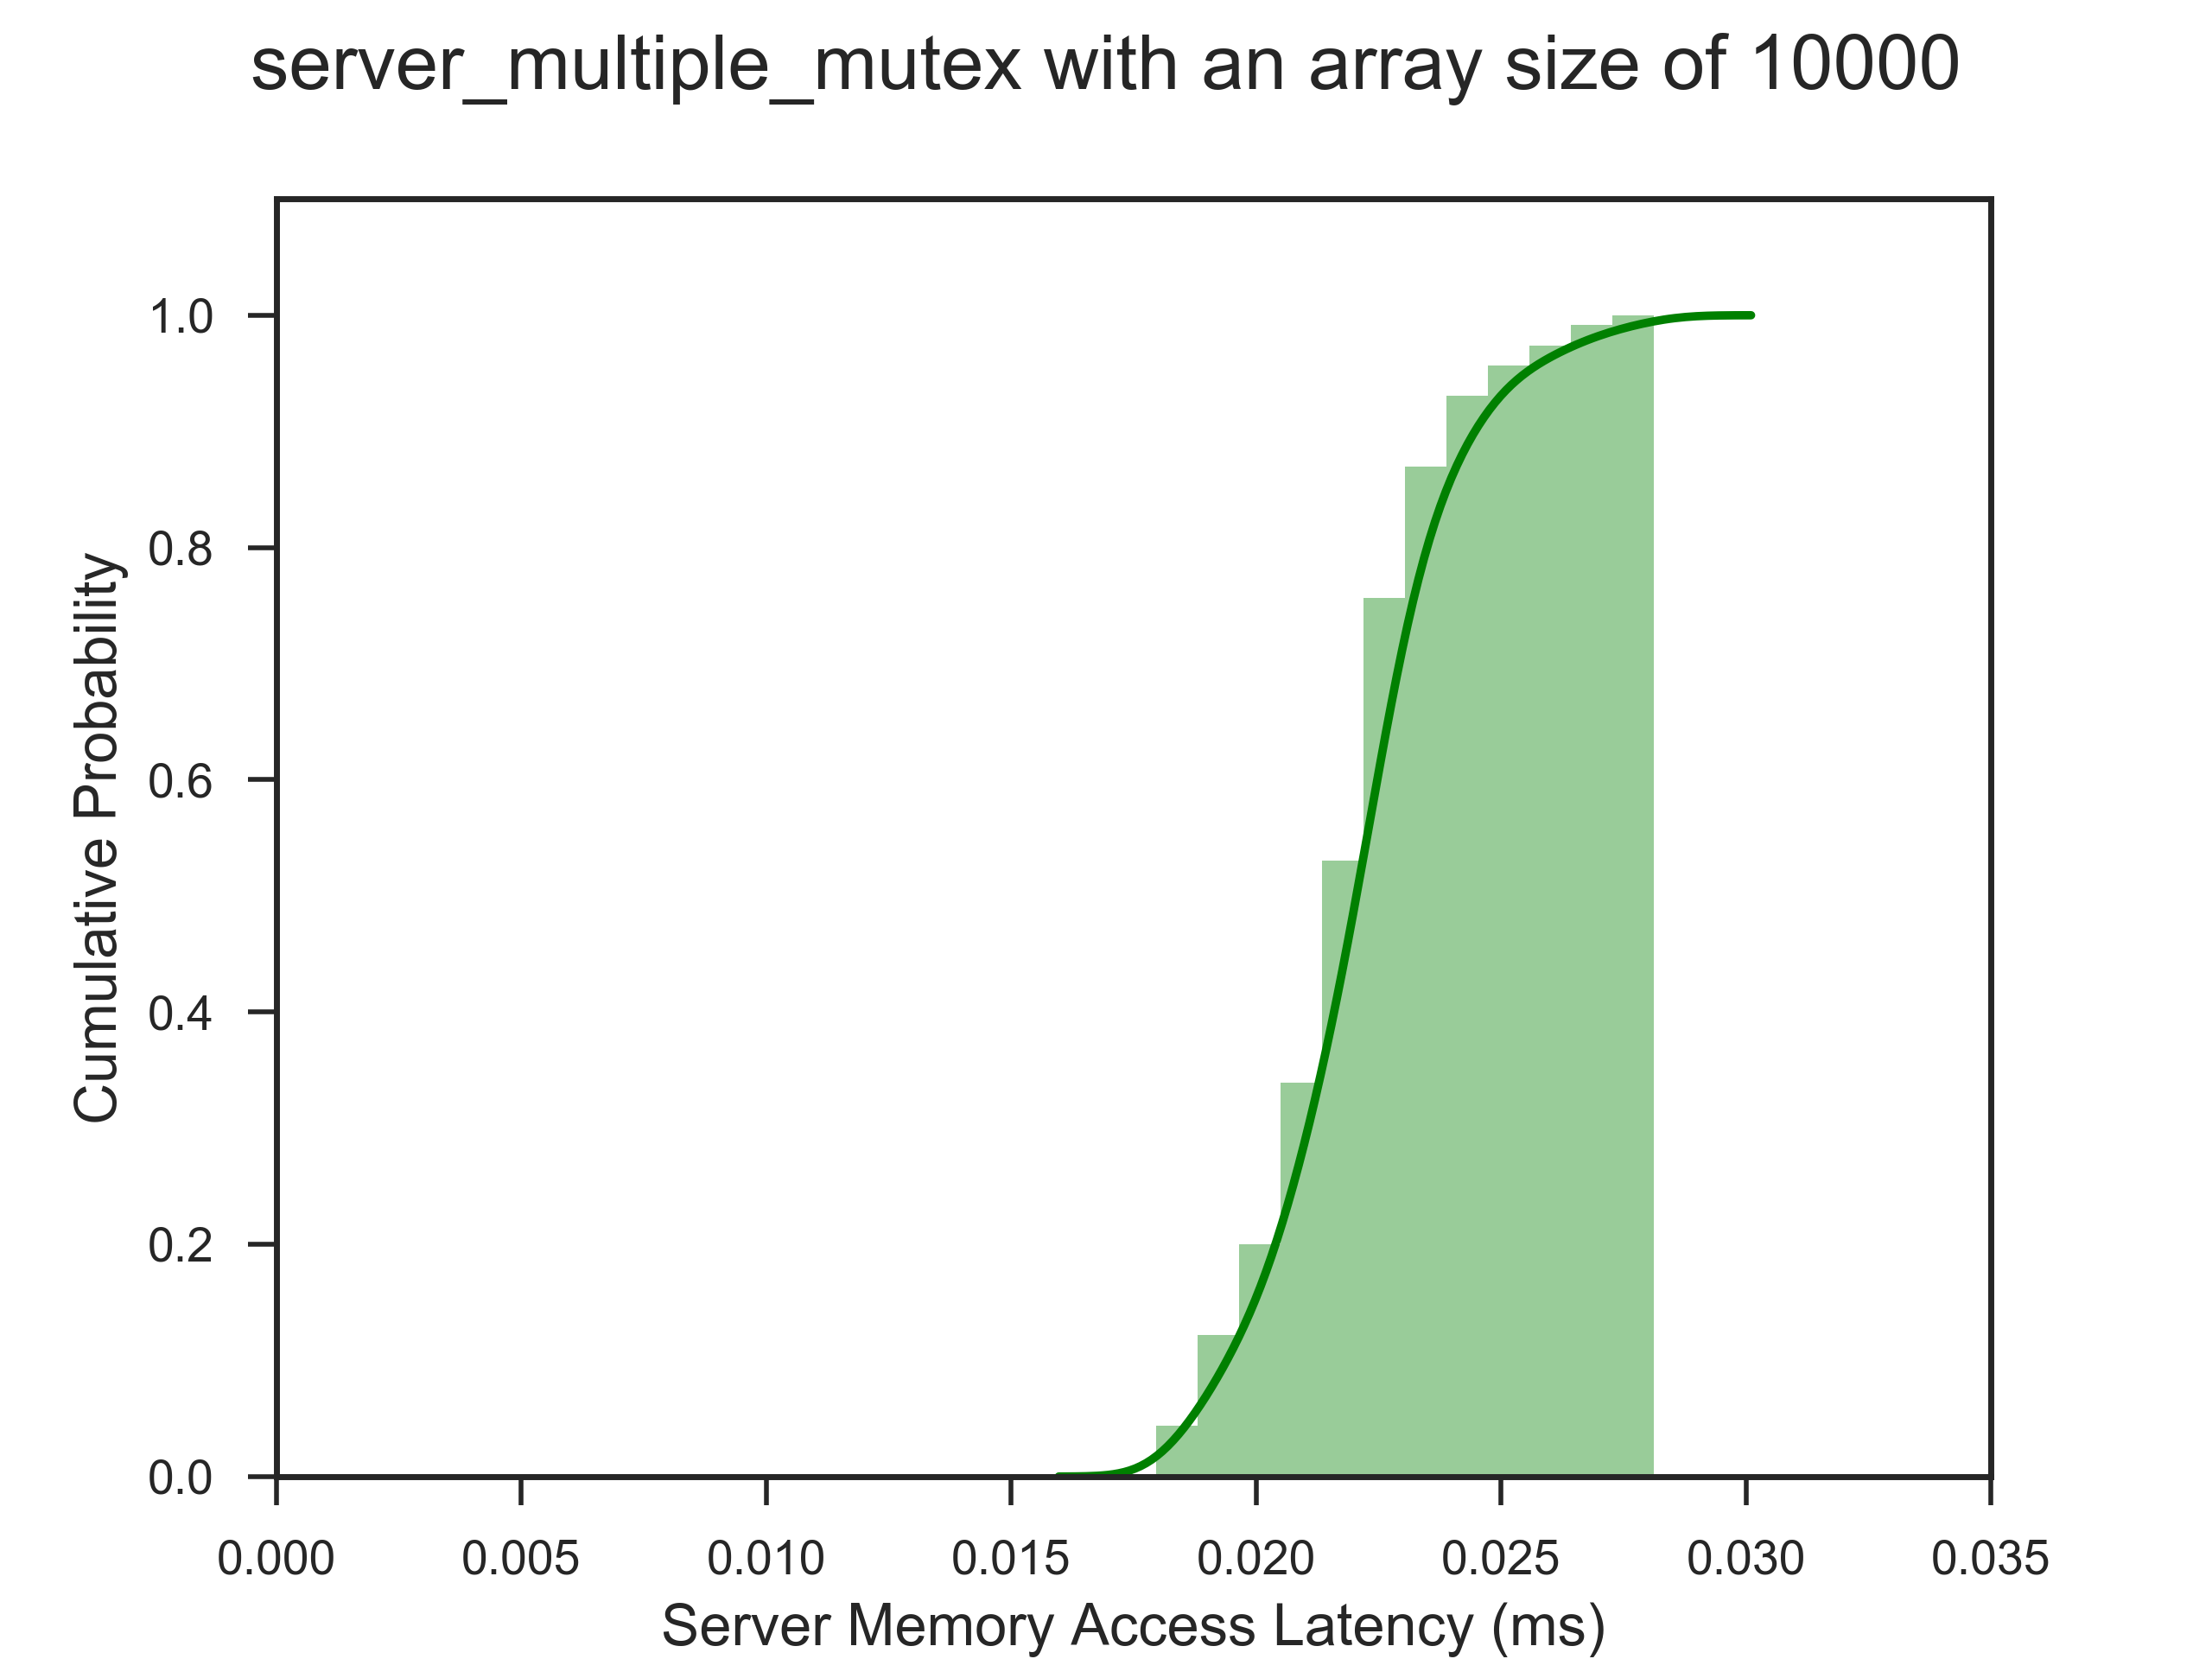 server_multiple_mutex with an array size of 10000
1.0
0.8
0.6
0.4
0.2
0.0
Cumulative Probability
0.000 0.005 0.010 0.015 0.020 0.025 0.030 0.035
Server Memory Access Latency (ms)